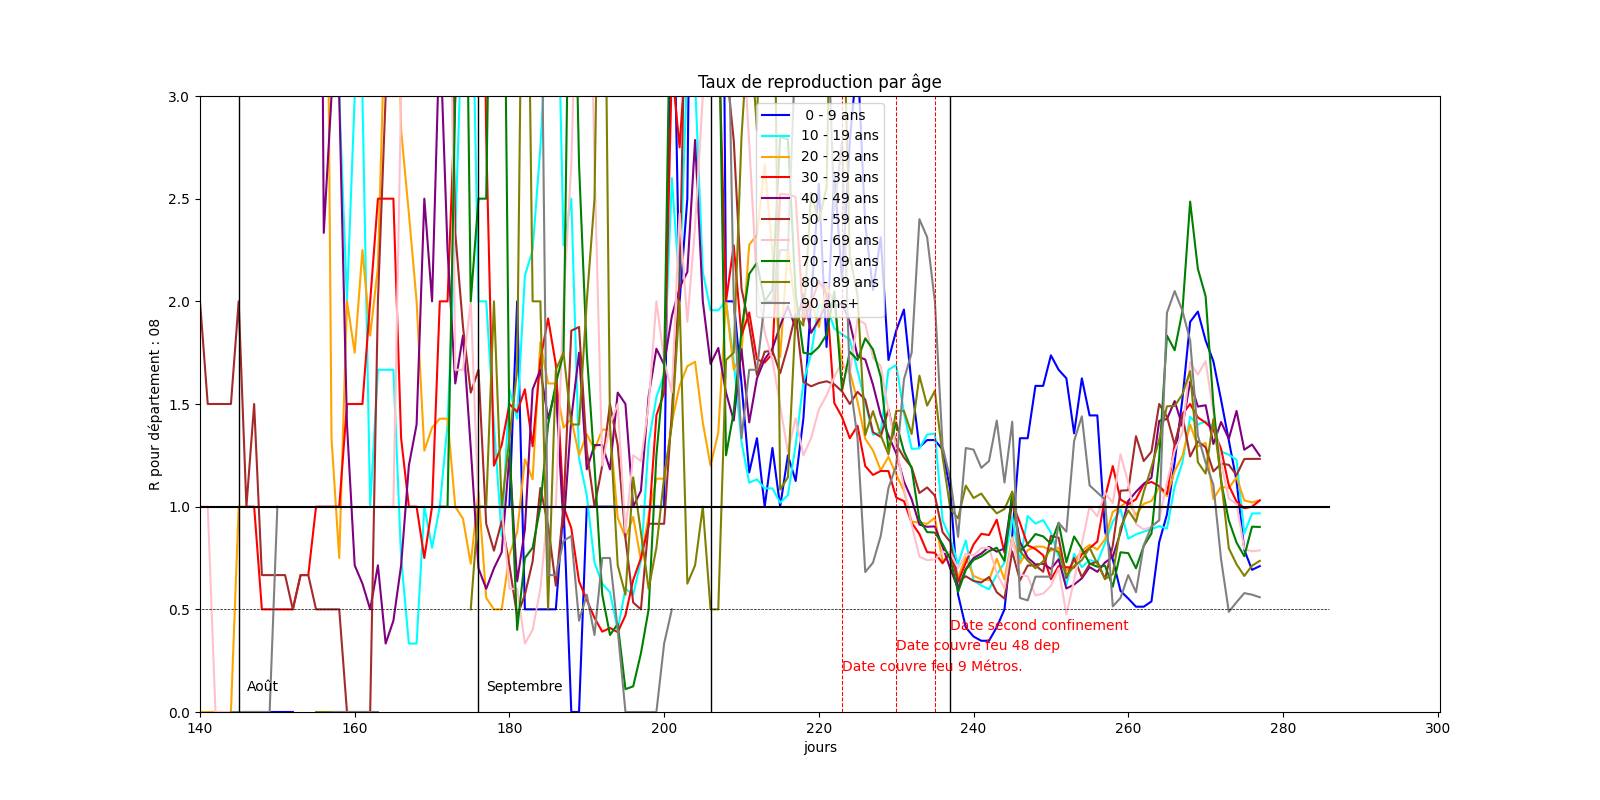 Taux de reproduction par âge
R pour département : 08
3.0
2.5
2.0
1.5
1.0
0.5
0.0
0 - 9 ans
10 - 19 ans
20 - 29 ans
30 - 39 ans
40 - 49 ans
50 - 59 ans
60 - 69 ans
70 - 79 ans
80 - 89 ans
90 ans+
Date second confinement
Date couvre feu 48 dep
Date couvre feu 9 Métros.
Août
Septembre
140 160 180 200 220 240 260 280 300
jours